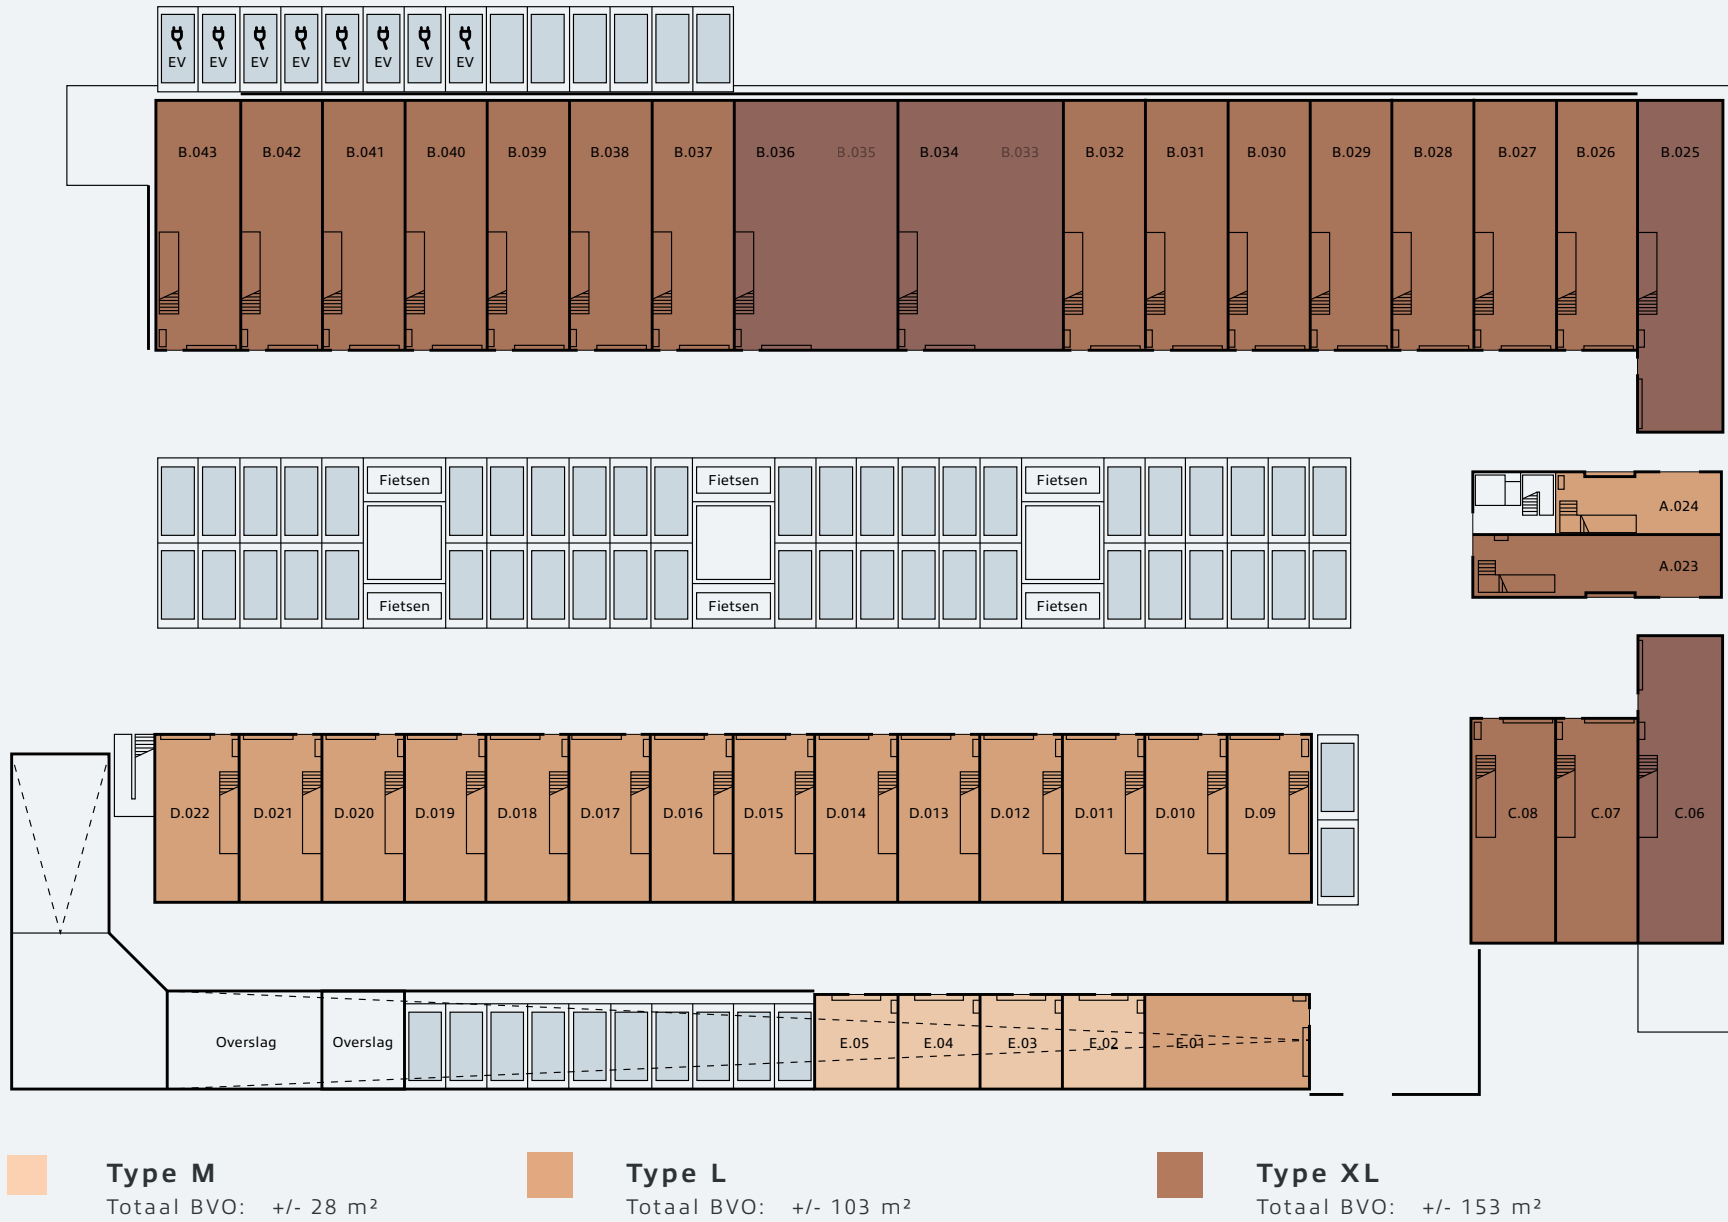 EV EV EV EV EV EV EV EV
B.043 B.042 B.041 B.040 B.039 B.038 B.037 B.036 B.035 B.034 B.033 B.032 B.031 B.030 B.029 B.028 B.027 B.026 B.025
Fietsen Fietsen Fietsen
A.024
A.023
Fietsen Fietsen Fietsen
D.022 D.021 D.020 D.019 D.018 D.017 D.016 D.015 D.014 D.013 D.012 D.011 D.010 D.09 C.08 C.07 C.06
Overslag Overslag E.05 E.04 E.03 E.02 E.01
Type M
Totaal BVO: +/- 28 m²
Type L
Totaal BVO: +/- 103 m²
Type XL
Totaal BVO: +/- 153 m²